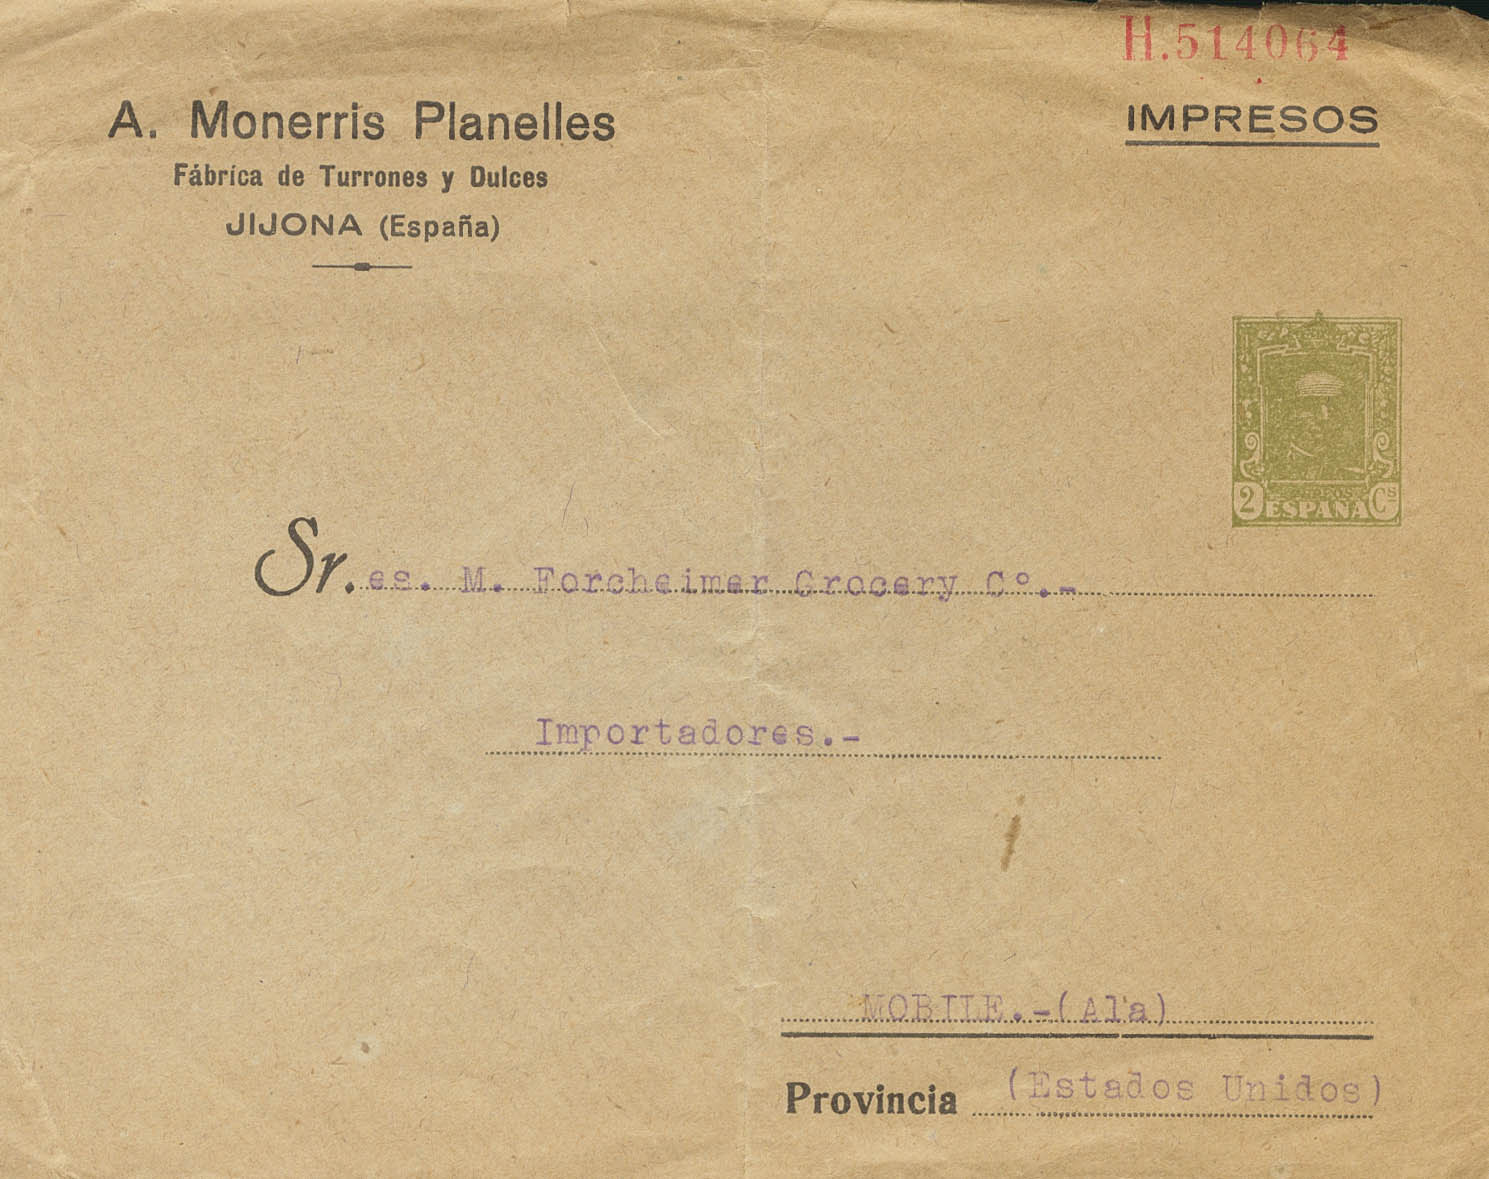 H.514064
A. Monerris Planelles
IMPRESOS
Fábrica de Turrones y Dulces
JIJONA (España)
CORREOS
2 ESPAÑA Cs
Sr.es. M. Forcheimer Grocery Cº.-
Importadores.-
MOBILE.-(Al'a)
Provincia (Estados Unidos)